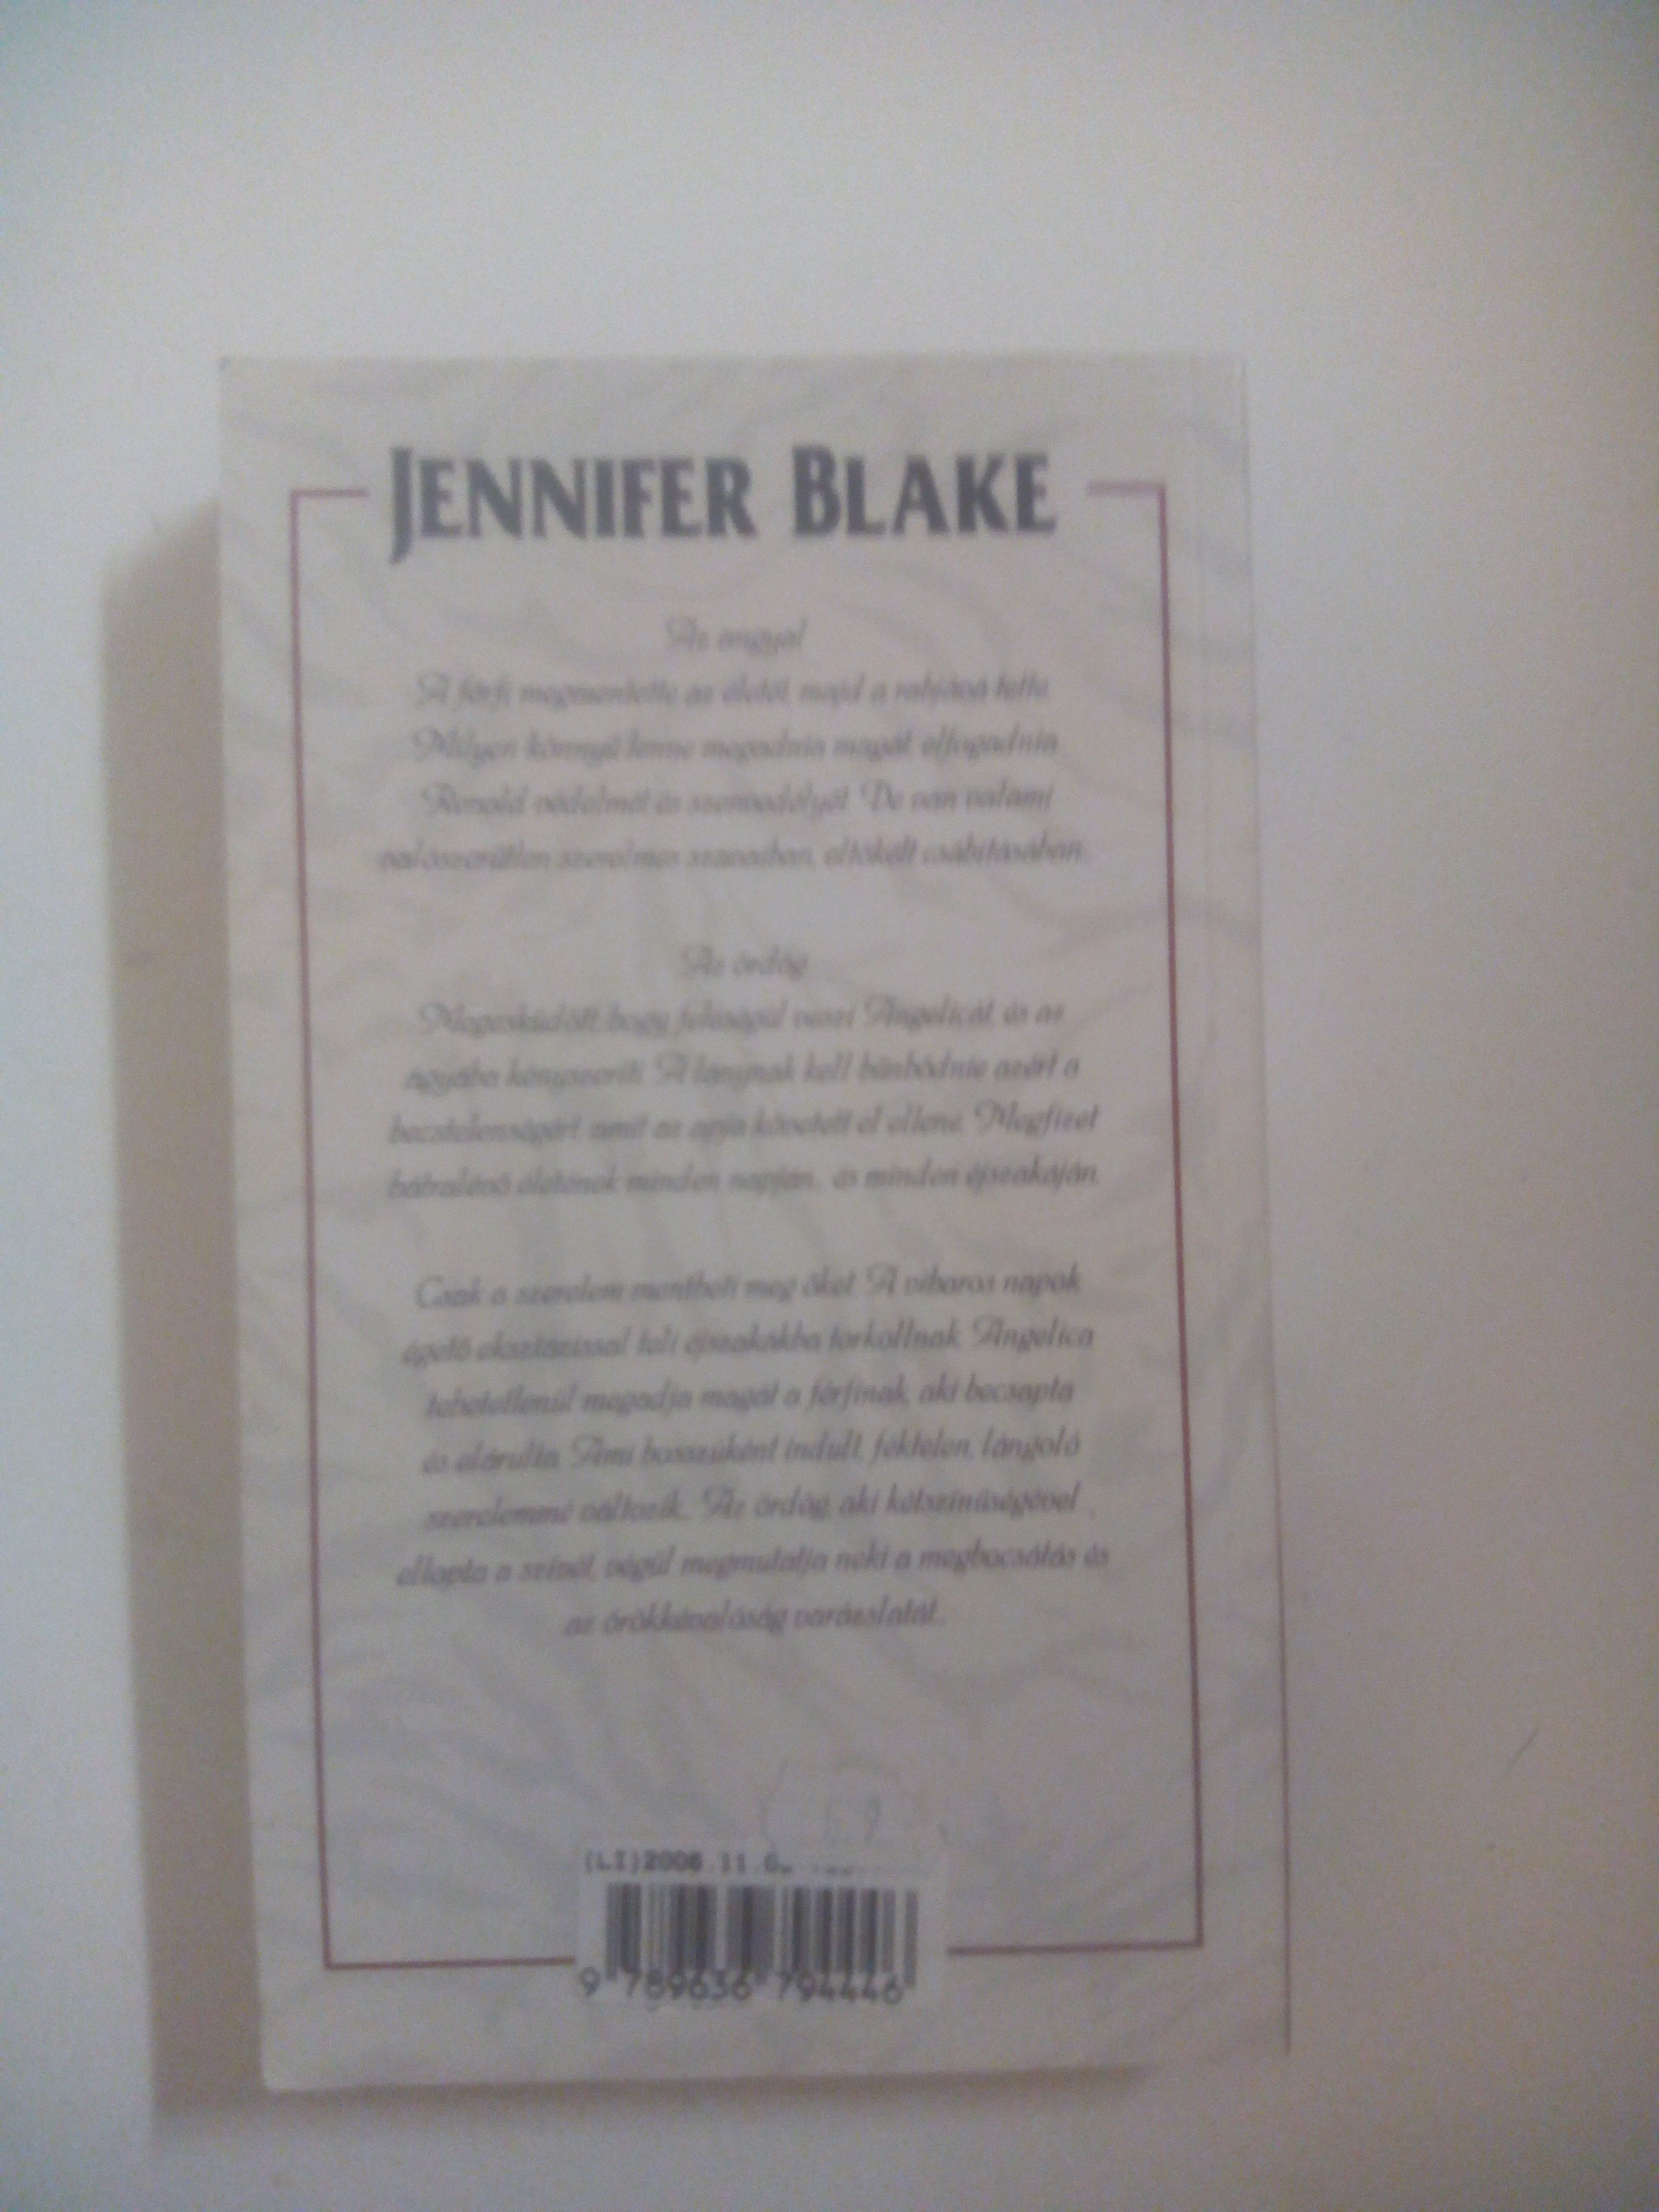 JENNIFER BLAKE
Az angyal
A férfi megmentette az életét, majd a rabjává tette.
Milyen könnyű lenne megadnia magát, elfogadnia
védelmét és szenvedélyét. De van valami
valószerűtlen szerelmes szavaiban, eltökélt csábításában.
Az ördög
Megesküdött, hogy feleségül veszi Angelicát, és az
ágyába kényszeríti. A lánynak kell bűnhődnie azért a
becstelenségért, amit az apja követett el ellene. Megfizet
hátralévő életének minden napján... és minden éjszakáján.
Csak a szerelem mentheti meg őket. A viharos napok
égető eksztázissal teli éjszakákba torkollnak. Angelica
tehetetlenül megadja magát a férfinak, aki becsapta
és elárulta. Ami bosszúként indult, féktelen, lángoló
szerelemmé változik... Az ördög, aki kétszínűségével
ellopta a szívét, végül megmutatja neki a megbocsátás és
az örökkévalóság varázslatát...
69
(LI)2006.11.
9 789636 794446